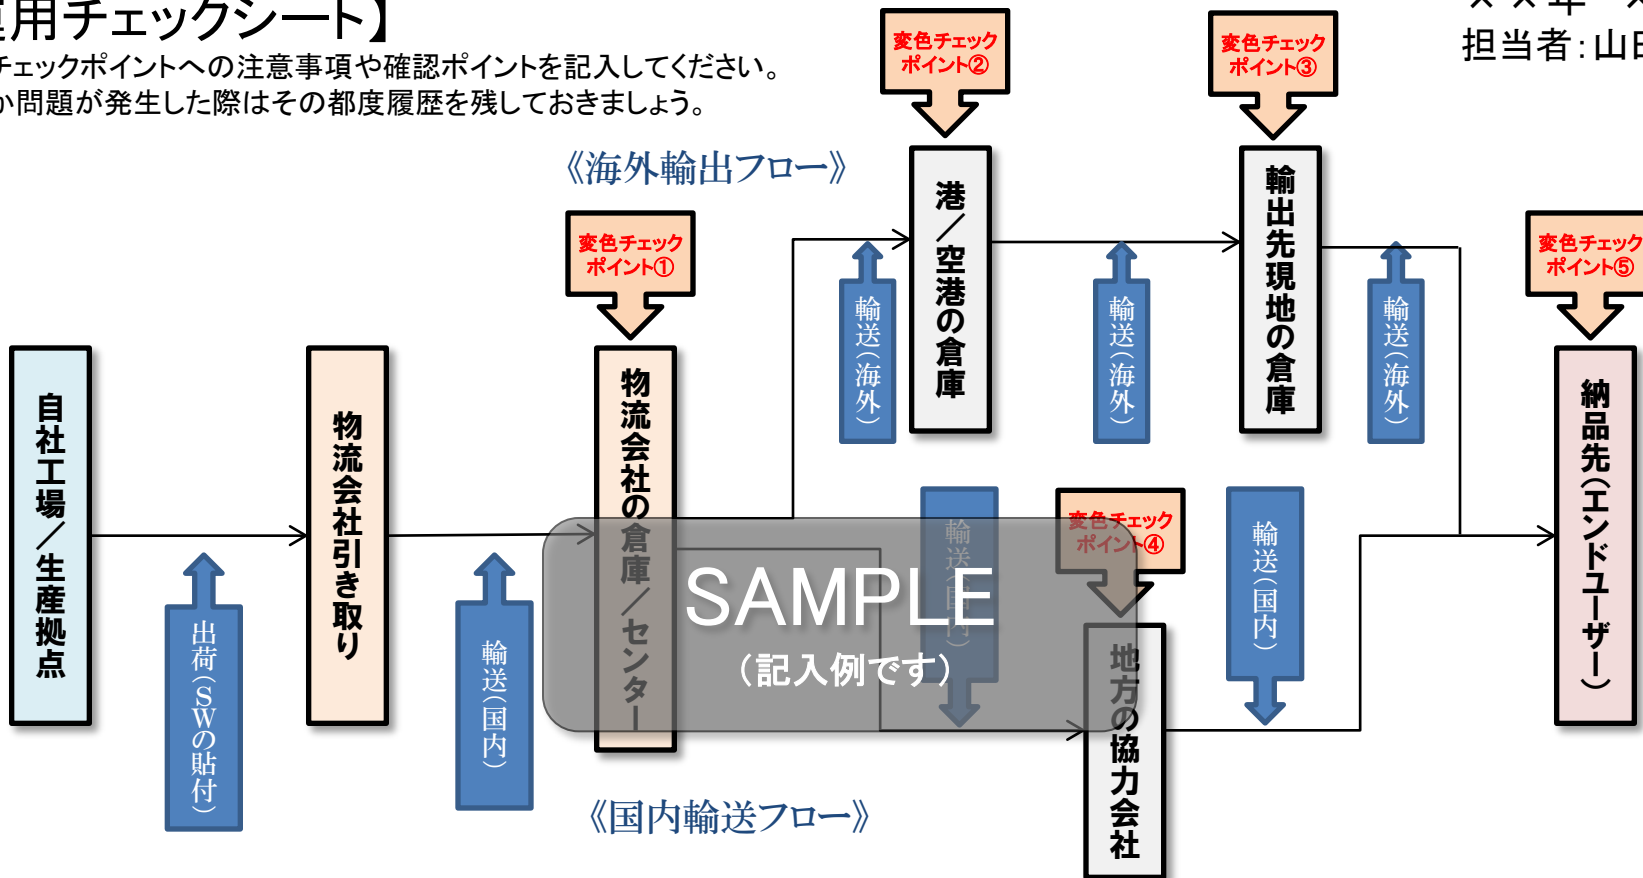 運用チェックシート】
チェックポイントへの注意事項や確認ポイントを記入してください。
か問題が発生した際はその都度履歴を残しておきましょう。
××年
担当者：山田
《海外輸出フロー》
変色チェック
ポイント①
変色チェック
ポイント②
変色チェック
ポイント③
変色チェック
ポイント⑤
自社工場／生産拠点
出荷（SWの貼付）
物流会社引き取り
輸送（国内）
物流会社の倉庫／センター
輸送（海外）
港／空港の倉庫
輸送（海外）
輸出先現地の倉庫
輸送（海外）
輸送（国内）
変色チェック
ポイント④
地方の協力会社
輸送（国内）
納品先（エンドユーザー）
SAMPLE
（記入例です）
《国内輸送フロー》